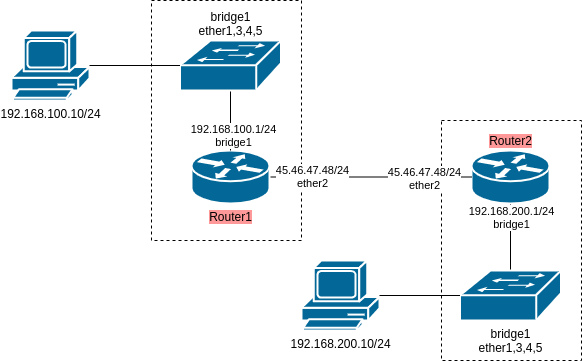 bridge1
ether1,3,4,5
192.168.100.10/24
192.168.100.1/24
bridge1
45.46.47.48/24
ether2
Router1
45.46.47.48/24
ether2
Router2
192.168.200.1/24
bridge1
192.168.200.10/24
bridge1
ether1,3,4,5